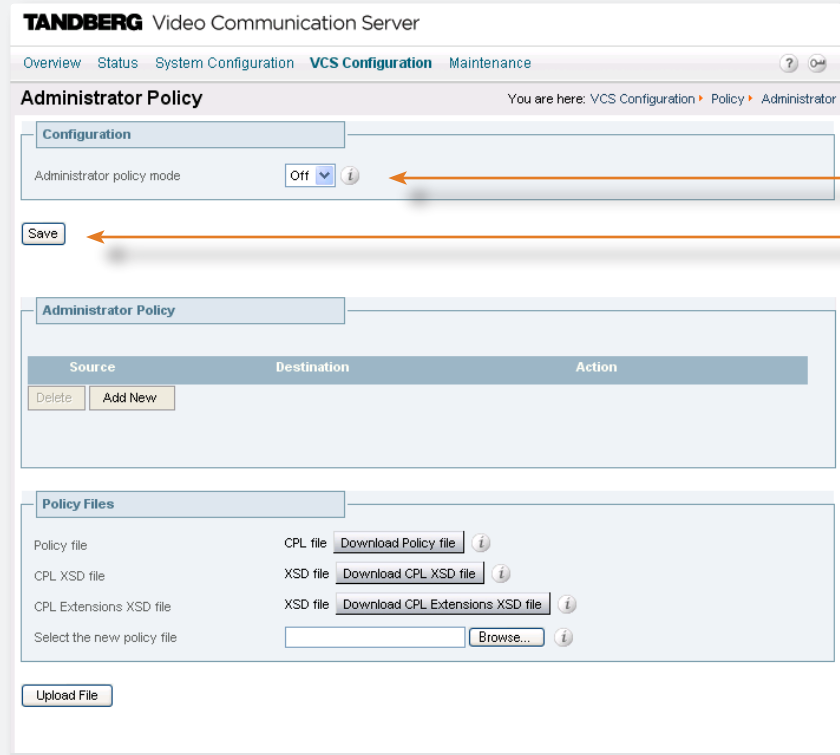 TANDBERG Video Communication Server
Overview Status System Configuration VCS Configuration Maintenance ?
Administrator Policy You are here: VCS Configuration Policy Administrator
Configuration
Administrator policy mode Off i
Save
Administrator Policy
Source Destination Action
Delete Add New
Policy Files
Policy file CPL file Download Policy file i
CPL XSD file XSD file Download CPL XSD file i
CPL Extensions XSD file XSD file Download CPL Extensions XSD file i
Select the new policy file Browse... i
Upload File